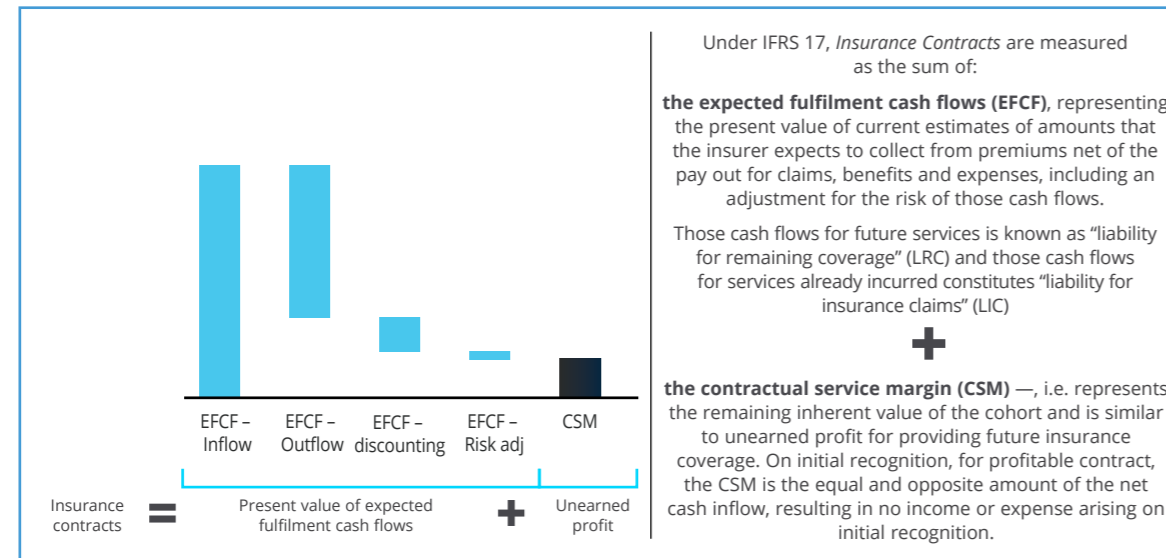 EFCF –
Inflow
EFCF –
Outflow
EFCF –
discounting
EFCF –
Risk adj
CSM
Insurance
contracts
=
Present value of expected
fulfilment cash flows
+
Unearned
profit
Under IFRS 17, Insurance Contracts are measured
as the sum of:
the expected fulfilment cash flows (EFCF), representing
the present value of current estimates of amounts that
the insurer expects to collect from premiums net of the
pay out for claims, benefits and expenses, including an
adjustment for the risk of those cash flows.
Those cash flows for future services is known as “liability
for remaining coverage” (LRC) and those cash flows
for services already incurred constitutes “liability for
insurance claims” (LIC)
+
the contractual service margin (CSM) —, i.e. represents
the remaining inherent value of the cohort and is similar
to unearned profit for providing future insurance
coverage. On initial recognition, for profitable contract,
the CSM is the equal and opposite amount of the net
cash inflow, resulting in no income or expense arising on
initial recognition.